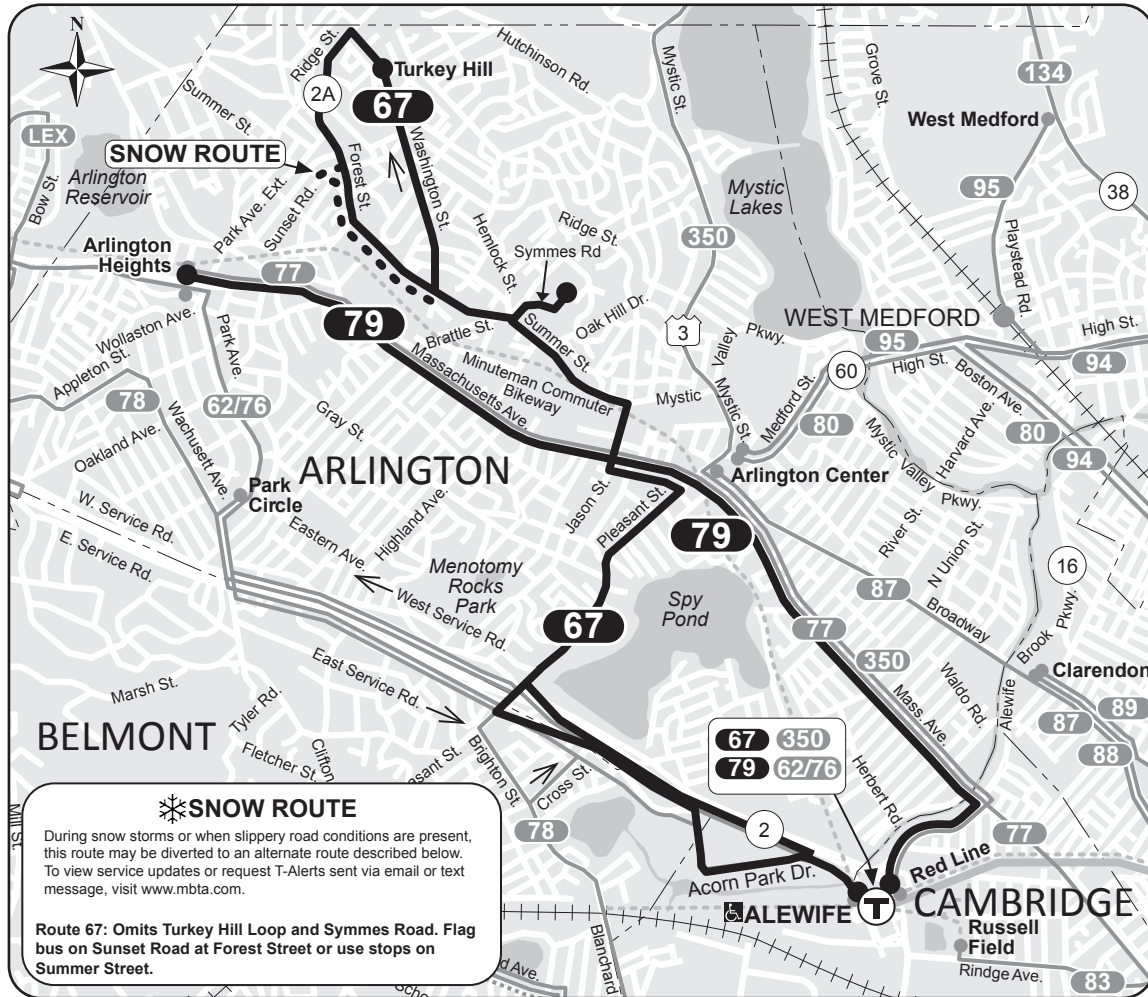 N
Ridge St.
Turkey Hill
Hutchinson Rd.
Mystic St.
Grove St.
134
2A
67
Summer St.
West Medford
LEX
SNOW ROUTE
Washington St.
Forest St.
Bow St.
Arlington
Reservoir
Park Ave. Ext.
Sunset Rd.
Mystic
Lakes
95
38
Hemlock St.
Ridge St.
Symmes Rd
350
Playstead Rd.
Arlington
Heights
77
Oak Hill Dr.
79
Brattle St.
Summer St.
3
Valley
Pkwy.
WEST MEDFORD
95
High St.
94
Wollaston Ave.
Park Ave.
Appleton St.
Massachusetts Ave.
Minuteman Commuter
Bikeway
Mystic
Mystic St.
Medford St.
60
High St.
Boston Ave.
78
62/76
Wachusett Ave.
Gray St.
80
Harvard Ave.
80
Oakland Ave.
ARLINGTON
Arlington Center
Mystic Valley
Pkwy.
94
Park
Circle
Jason St.
Pleasant St.
W. Service Rd.
E. Service Rd.
Eastern Ave.
Highland Ave.
79
River St.
N Union St.
16
Menotomy
Rocks
Park
West Service Rd.
Spy
Pond
87
Broadway
67
77
350
Brook
Pkwy.
Alewife
Clarendon
East Service Rd.
Marsh St.
Tyler Rd.
Waldo Rd.
Mass. Ave.
89
87
88
BELMONT
Fletcher St.
Clifton
easant St.
Brighton St.
Cross St.
67 350
79 62/76
Herbert Rd.
Mill St.
78
2
77
Red Line
Acorn Park Dr.
ALEWIFE
T
CAMBRIDGE
Russell
Field
Rindge Ave.
83
Blanchard
d Ave.
Scho
SNOW ROUTE
During snow storms or when slippery road conditions are present,
this route may be diverted to an alternate route described below.
To view service updates or request T-Alerts sent via email or text
message, visit www.mbta.com.
Route 67: Omits Turkey Hill Loop and Symmes Road. Flag
bus on Sunset Road at Forest Street or use stops on
Summer Street.